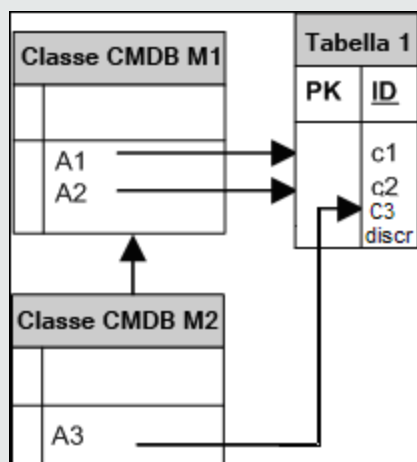 Classe CMDB M1
A1
A2
Tabella 1
PK ID
c1
c2
C3
discr
Classe CMDB M2
A3